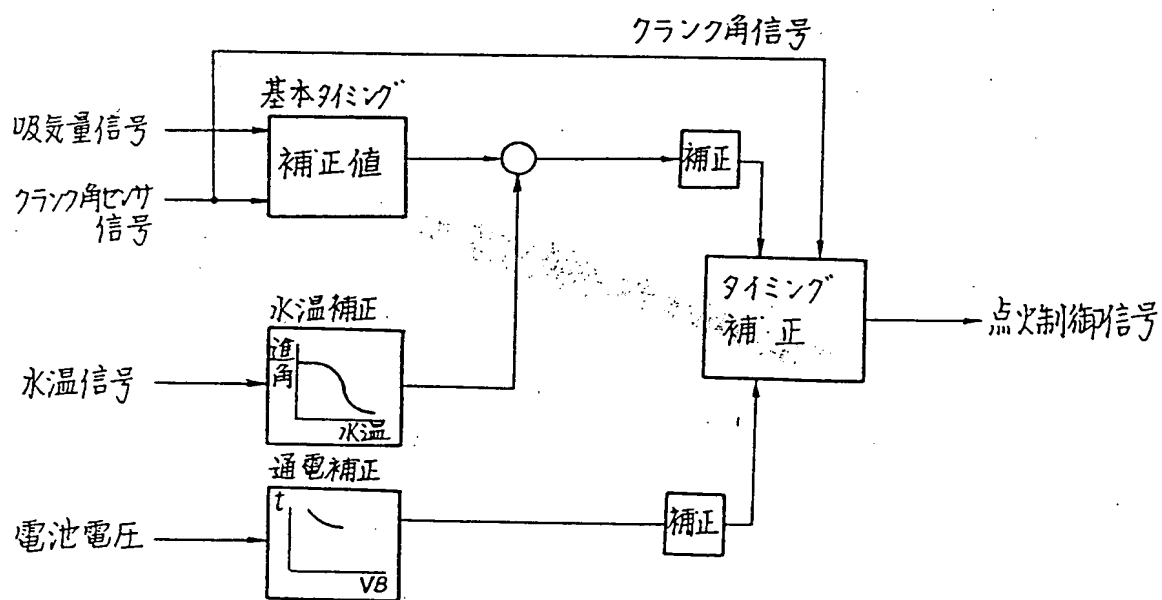 クランク角信号
基本タイミング
吸気量信号
補正値
補正
クランク角センサ
信号
タイミング
補正
点火制御信号
水温補正
進
角
水温信号
水温
通電補正
t
補正
電池電圧
VB